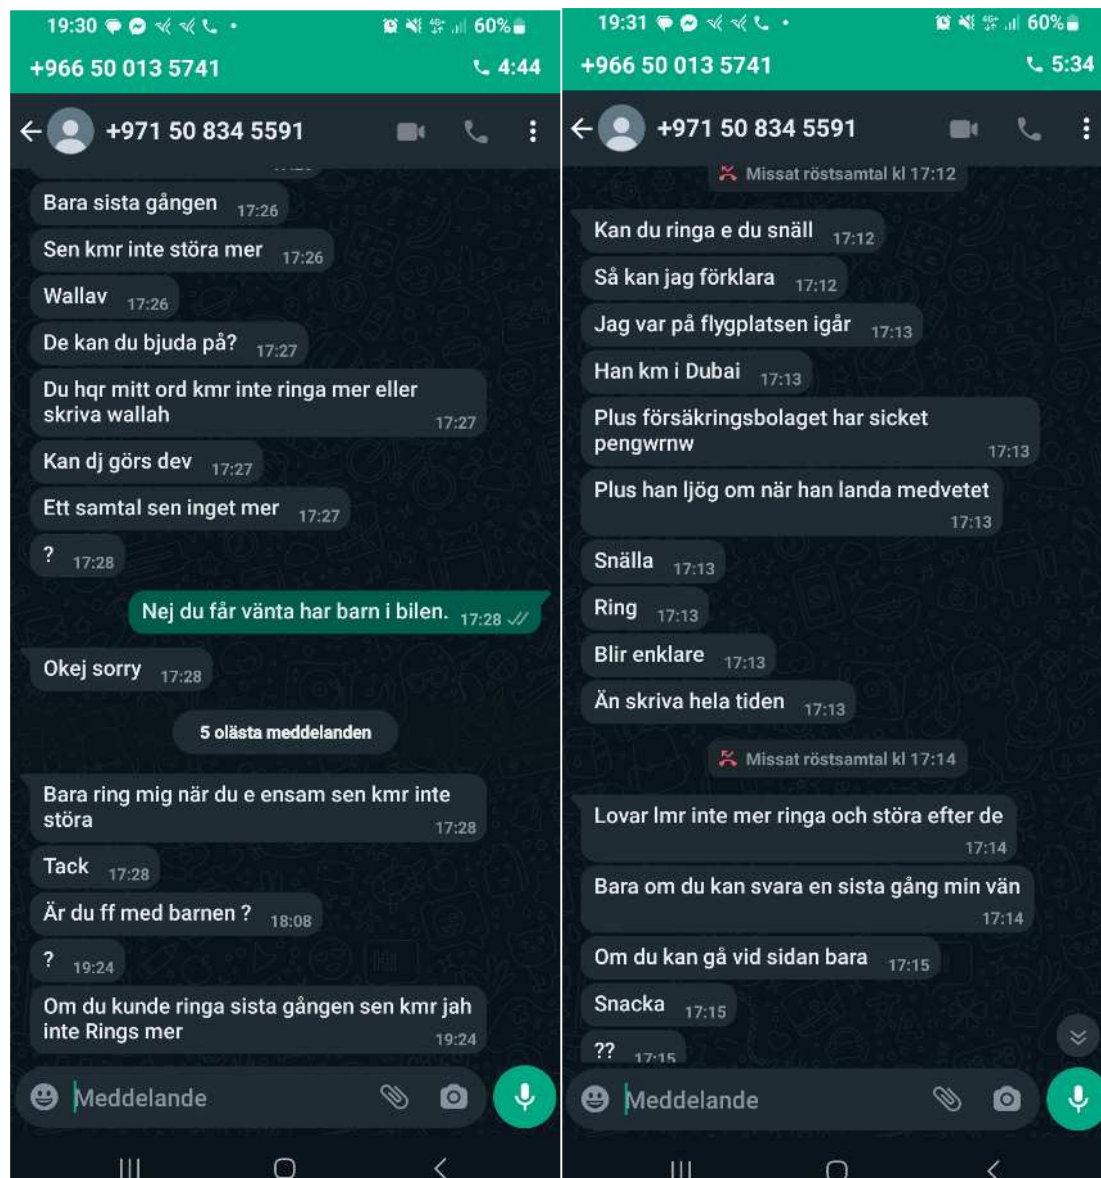 19:30
60%
+966 50 013 5741
4:44
+971 50 834 5591
Bara sista gången 17:26
Sen kmr inte störa mer 17:26
Wallav 17:26
De kan du bjuda på? 17:27
Du hqr mitt ord kmr inte ringa mer eller
skriva wallah 17:27
Kan dj görs dev 17:27
Ett samtal sen inget mer 17:27
? 17:28
Nej du får vänta har barn i bilen. 17:28
Okej sorry 17:28
5 olästa meddelanden
Bara ring mig när du e ensam sen kmr inte
störa 17:28
Tack 17:28
Är du ff med barnen ? 18:08
? 19:24
Om du kunde ringa sista gången sen kmr jah
inte Rings mer 19:24
Meddelande
19:31
60%
+966 50 013 5741
5:34
+971 50 834 5591
Missat röstsamtal kl 17:12
Kan du ringa e du snäll 17:12
Så kan jag förklara 17:12
Jag var på flygplatsen igår 17:13
Han km i Dubai 17:13
Plus försäkringsbolaget har sicket
pengwrnw 17:13
Plus han ljög om när han landa medvetet
17:13
Snälla 17:13
Ring 17:13
Blir enklare 17:13
Än skriva hela tiden 17:13
Missat röstsamtal kl 17:14
Lovar lmr inte mer ringa och störa efter de
17:14
Bara om du kan svara en sista gång min vän
17:14
Om du kan gå vid sidan bara 17:15
Snacka 17:15
?? 17:15
Meddelande